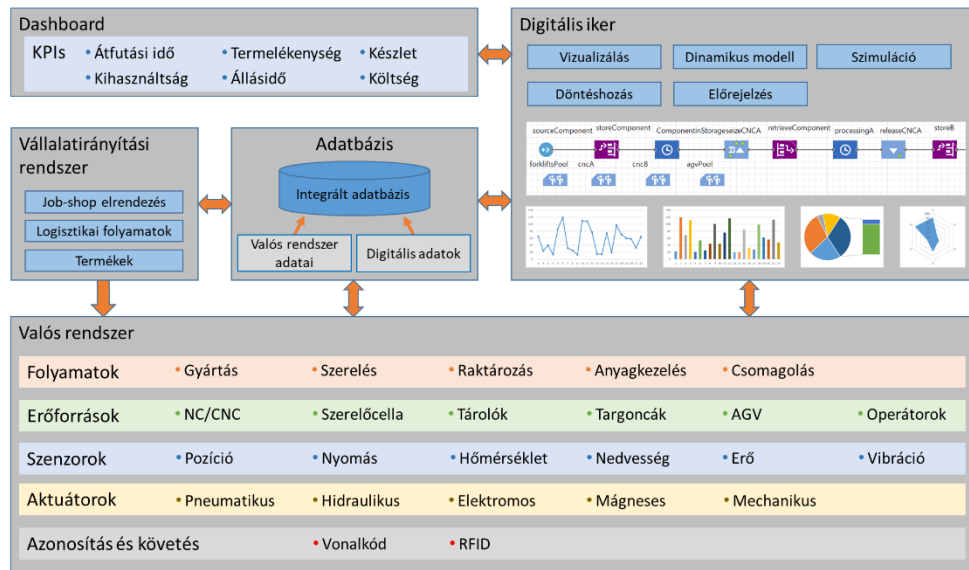 Dashboard
KPIs
• Átfutási idő
• Termelékenység
• Készlet
• Kihasználtság
• Állásidő
• Költség
Digitális iker
Vizualizálás
Dinamikus modell
Szimuláció
Döntéshozás
Előrejelzés
sourceComponent
storeComponent
ComponentinStorage
seizeCNCA
retrieveComponent
processingA
releaseCNCA
storeB
forkliftsPool
cncA
cncB
agvPool
Vállalatirányítási
rendszer
Job-shop elrendezés
Logisztikai folyamatok
Termékek
Adatbázis
Integrált adatbázis
Valós rendszer
adatai
Digitális adatok
Valós rendszer
Folyamatok • Gyártás • Szerelés • Raktározás • Anyagkezelés • Csomagolás
Erőforrások • NC/CNC • Szerelőcella • Tárolók • Targoncák • AGV • Operátorok
Szenzorok • Pozíció • Nyomás • Hőmérséklet • Nedvesség • Erő • Vibráció
Aktuátorok • Pneumatikus • Hidraulikus • Elektromos • Mágneses • Mechanikus
Azonosítás és követés • Vonalkód • RFID